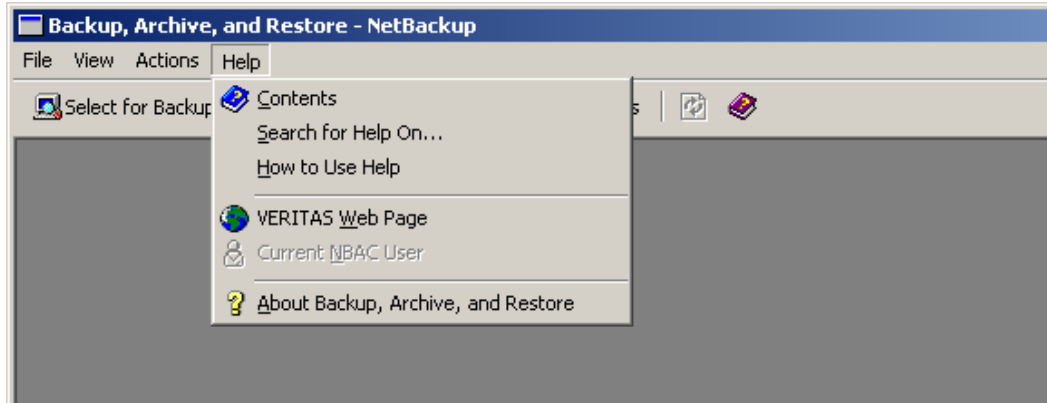 Backup, Archive, and Restore - NetBackup
File View Actions Help
Select for Backup
Contents
Search for Help On...
How to Use Help
VERITAS Web Page
Current NBAC User
About Backup, Archive, and Restore